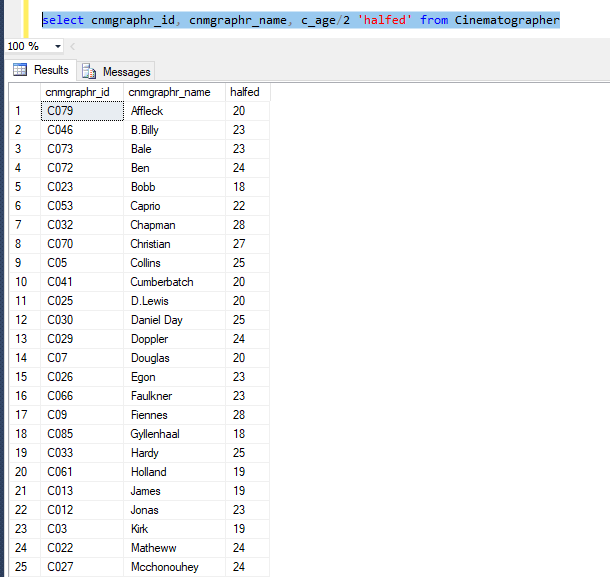 select cnmgraphr_id, cnmgraphr_name, c_age/2 'halfed' from Cinematographer
100 %
Results Messages
cnmgraphr_id cnmgraphr_name halfed
1 C079 Affleck 20
2 C046 B.Billy 23
3 C073 Bale 23
4 C072 Ben 24
5 C023 Bobb 18
6 C053 Caprio 22
7 C032 Chapman 28
8 C070 Christian 27
9 C05 Collins 25
10 C041 Cumberbatch 20
11 C025 D.Lewis 20
12 C030 Daniel Day 25
13 C029 Doppler 24
14 C07 Douglas 20
15 C026 Egon 23
16 C066 Faulkner 23
17 C09 Fiennes 28
18 C085 Gyllenhaal 18
19 C033 Hardy 25
20 C061 Holland 19
21 C013 James 19
22 C012 Jonas 23
23 C03 Kirk 19
24 C022 Matheww 24
25 C027 Mcchonouhey 24